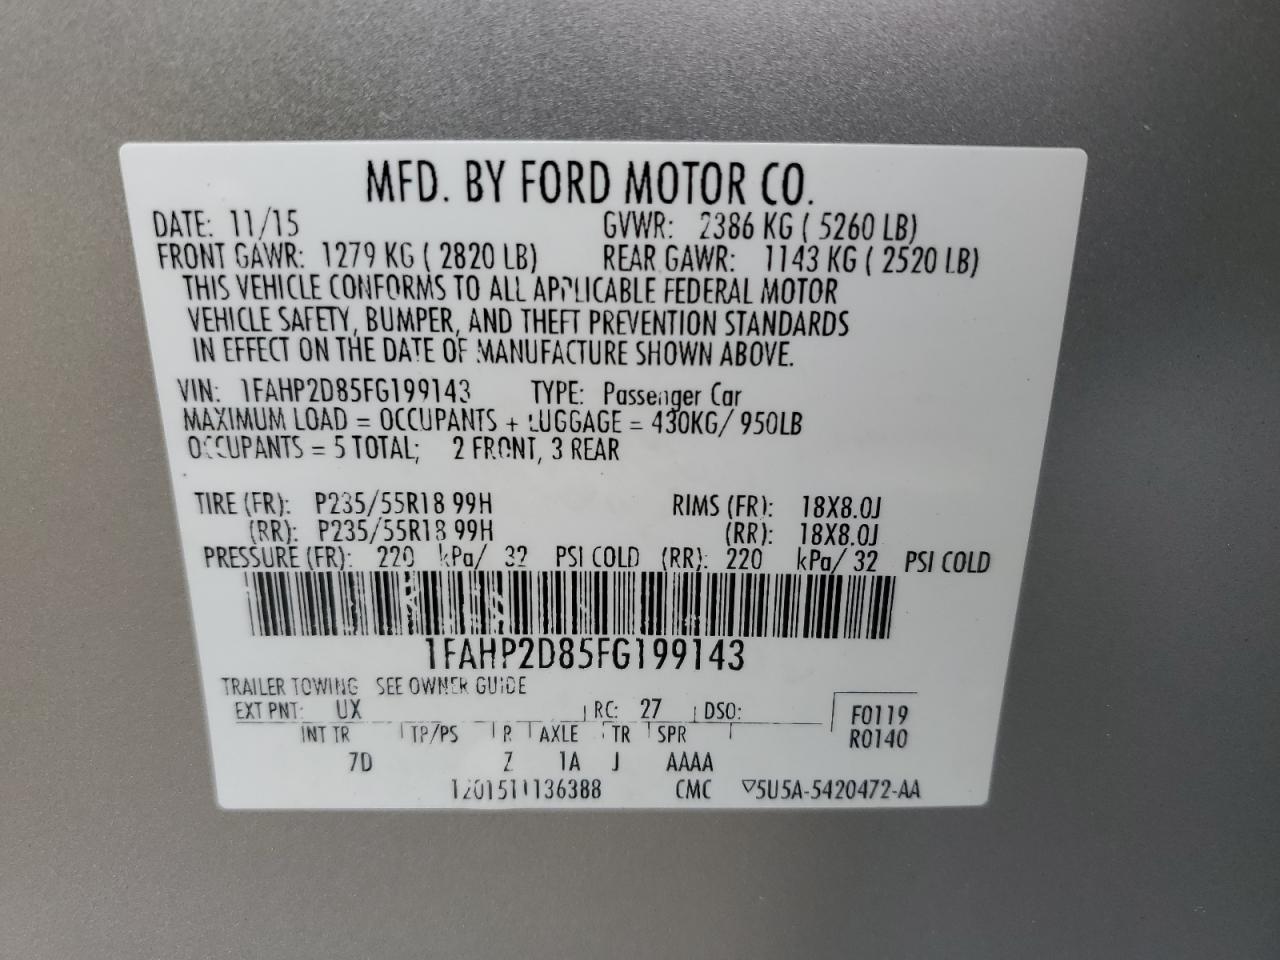 MFD. BY FORD MOTOR CO.
DATE: 11/15 GVWR: 2386 KG ( 5260 LB)
FRONT GAWR: 1279 KG ( 2820 LB) REAR GAWR: 1143 KG ( 2520 LB)
THIS VEHICLE CONFORMS TO ALL APPLICABLE FEDERAL MOTOR
VEHICLE SAFETY, BUMPER, AND THEFT PREVENTION STANDARDS
IN EFFECT ON THE DATE OF MANUFACTURE SHOWN ABOVE.
VIN: 1FAHP2D85FG199143 TYPE: Passenger Car
MAXIMUM LOAD = OCCUPANTS + LUGGAGE = 430KG/ 950LB
OCCUPANTS = 5 TOTAL; 2 FRONT, 3 REAR
TIRE (FR): P235/55R18 99H RIMS (FR): 18X8.0J
(RR): P235/55R18 99H (RR): 18X8.0J
PRESSURE (FR): 220 kPa/ 32 PSI COLD (RR): 220 kPa/ 32 PSI COLD
1FAHP2D85FG199143
TRAILER TOWING SEE OWNER GUIDE
EXT PNT: UX RC: 27 DSO: F0119
INT TR TP/PS R AXLE TR SPR R0140
7D Z 1A J AAAA
1201511136388 CMC ▽5U5A-5420472-AA